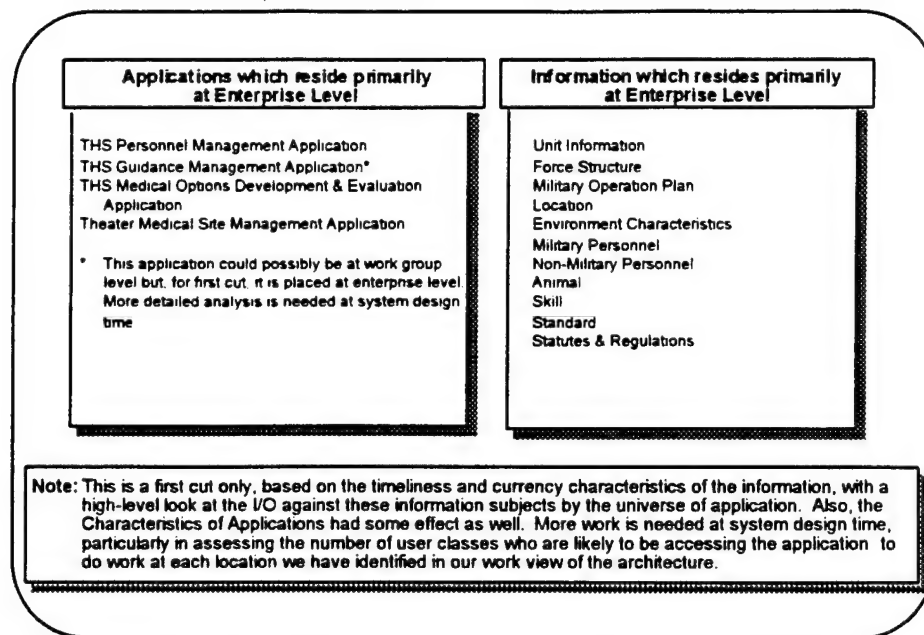 Applications which reside primarily
at Enterprise Level
THS Personnel Management Application
THS Guidance Management Application*
THS Medical Options Development & Evaluation
Application
Theater Medical Site Management Application
* This application could possibly be at work group
level but, for first cut, it is placed at enterprise level.
More detailed analysis is needed at system design
time
Information which resides primarily
at Enterprise Level
Unit Information
Force Structure
Military Operation Plan
Location
Environment Characteristics
Military Personnel
Non-Military Personnel
Animal
Skill
Standard
Statutes & Regulations
Note: This is a first cut only, based on the timeliness and currency characteristics of the information, with a
high-level look at the I/O against these information subjects by the universe of application. Also, the
Characteristics of Applications had some effect as well. More work is needed at system design time,
particularly in assessing the number of user classes who are likely to be accessing the application to
do work at each location we have identified in our work view of the architecture.